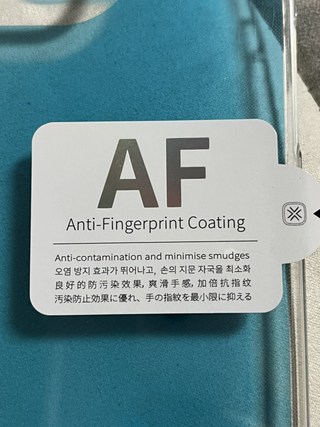 AF
Anti-Fingerprint Coating
Anti-contamination and minimise smudges
오염 방지 효과가 뛰어나고, 손의 지문 자국을 최소화
良好的防污染效果, 爽滑手感, 加倍抗指纹
汚染防止効果に優れ、手の指紋を最小限に抑える